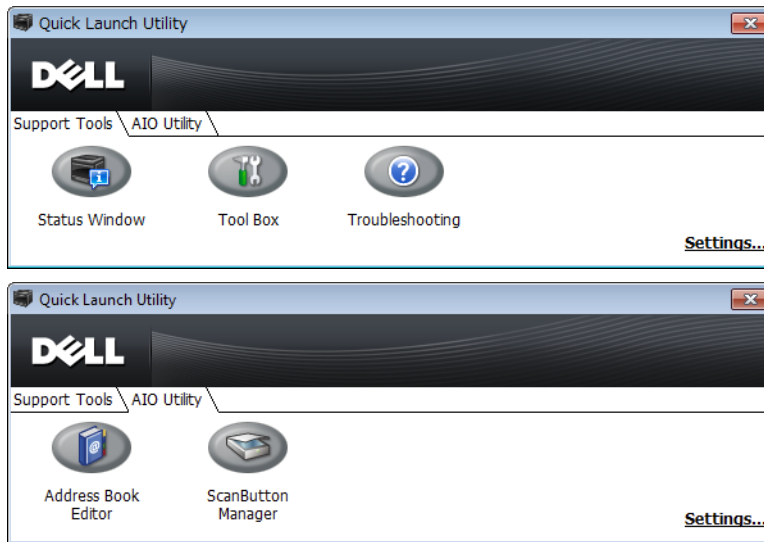 Quick Launch Utility
DELL
Support Tools AIO Utility
Status Window Tool Box Troubleshooting
Settings...
Quick Launch Utility
DELL
Support Tools AIO Utility
Address Book ScanButton
Editor Manager
Settings...